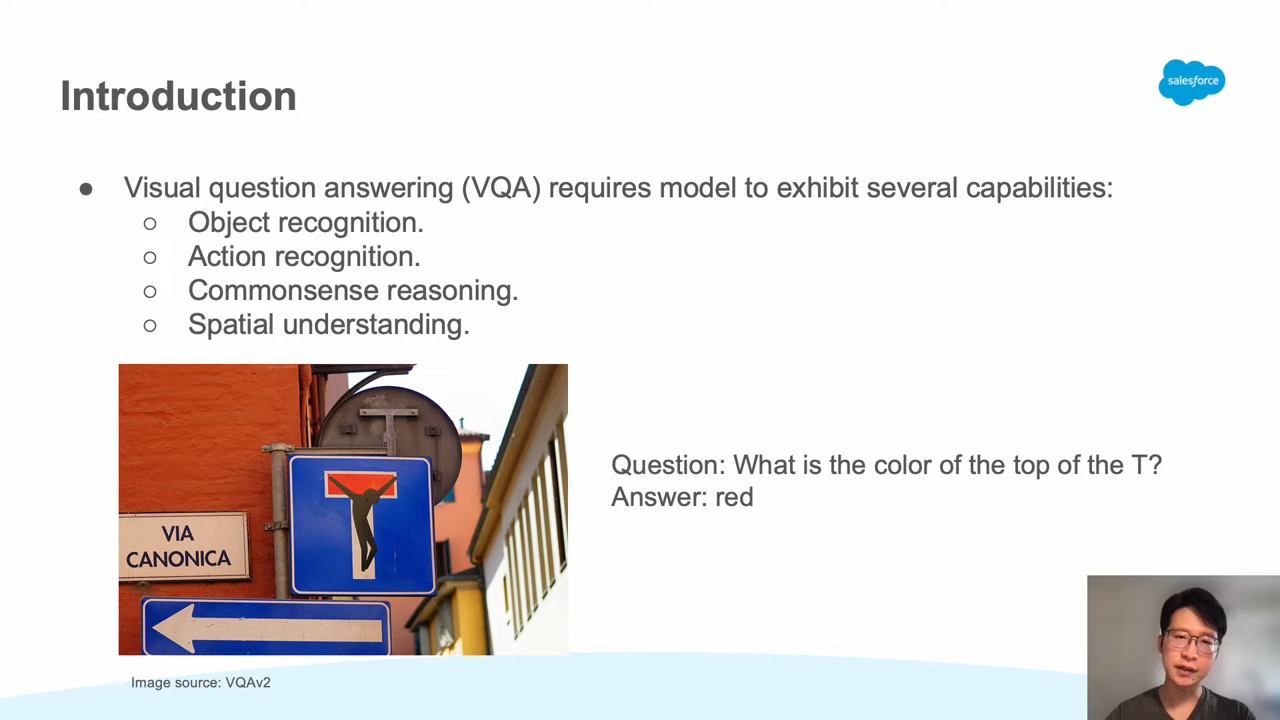 Introduction
salesforce
● Visual question answering (VQA) requires model to exhibit several capabilities:
○ Object recognition.
○ Action recognition.
○ Commonsense reasoning.
○ Spatial understanding.
VIA
CANONICA
Question: What is the color of the top of the T?
Answer: red
Image source: VQAv2